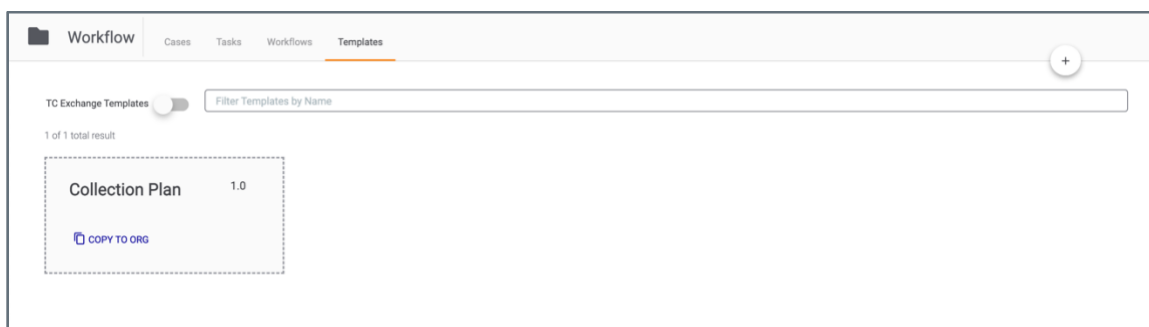 Workflow Cases Tasks Workflows Templates
+
TC Exchange Templates Filter Templates by Name
1 of 1 total result
Collection Plan 1.0
COPY TO ORG